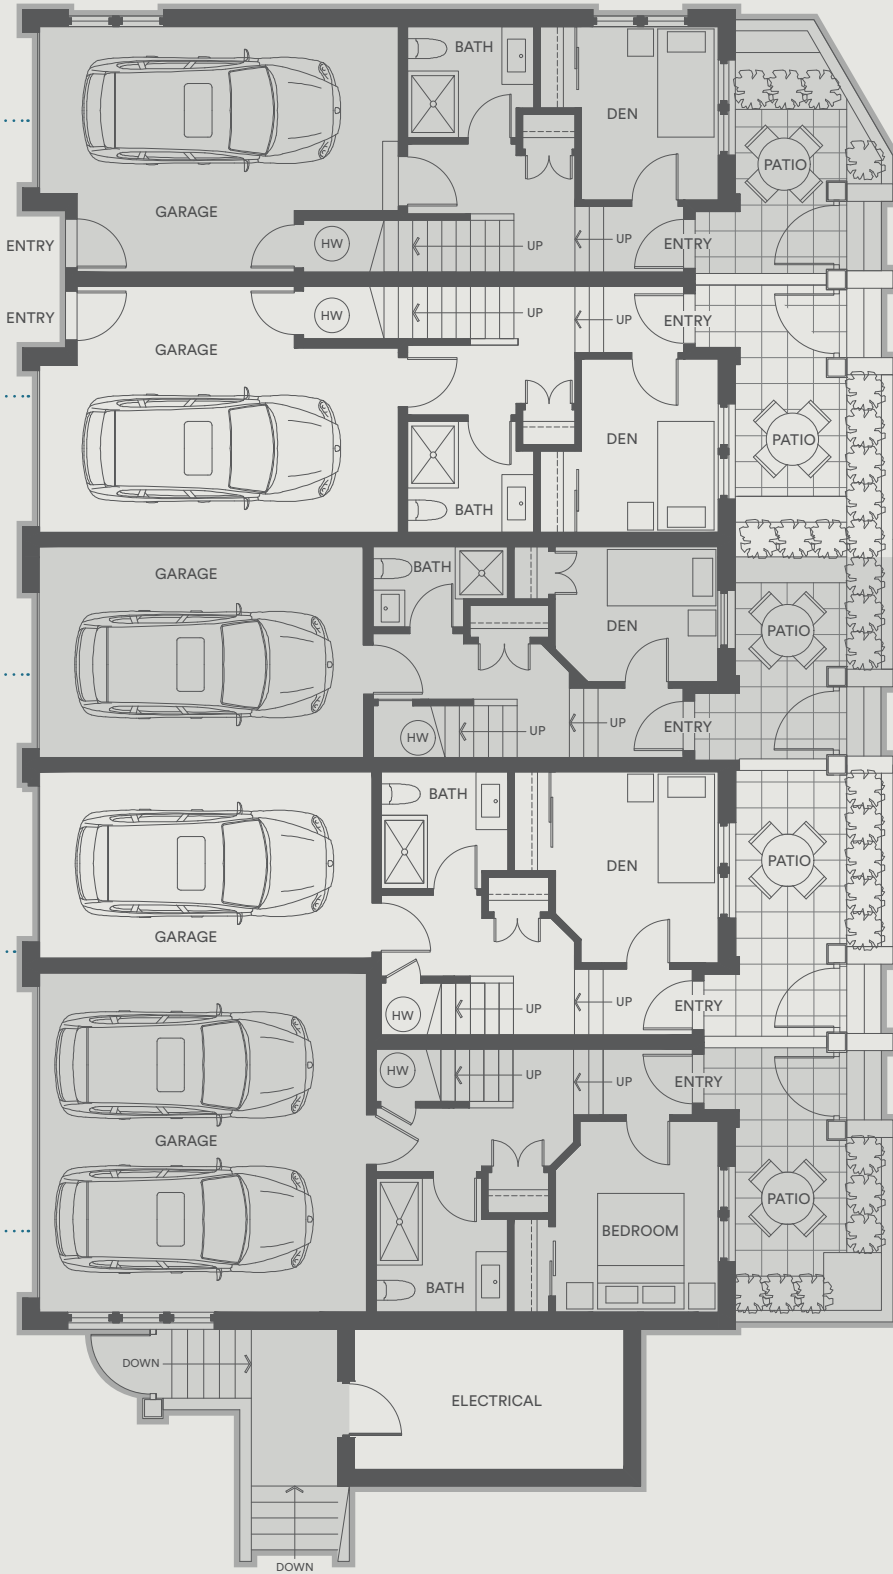 BATH
DEN
PATIO
GARAGE
ENTRY
HW
UP
UP
ENTRY
ENTRY
HW
UP
UP
ENTRY
GARAGE
DEN
PATIO
BATH
GARAGE
BATH
DEN
PATIO
HW
UP
UP
ENTRY
BATH
DEN
PATIO
GARAGE
HW
UP
UP
ENTRY
HW
UP
UP
ENTRY
GARAGE
PATIO
BEDROOM
BATH
DOWN
ELECTRICAL
DOWN